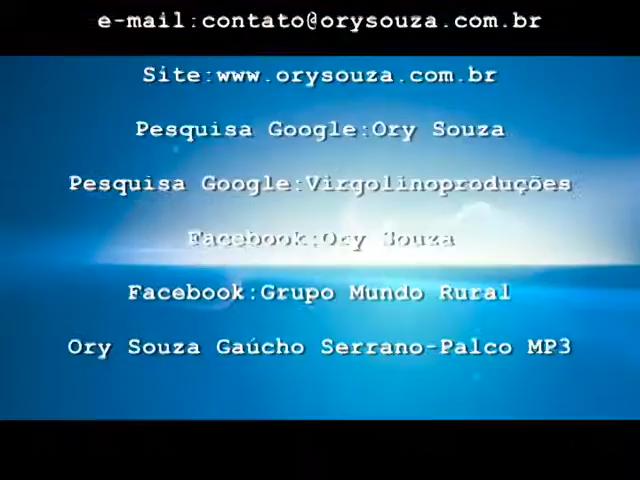 e-mail:contato@orysouza.com.br
Site:www.orysouza.com.br
Pesquisa Google:Ory Souza
Pesquisa Google:Virgolinoproduções
Facebook:Ory Souza
Facebook:Grupo Mundo Rural
Ory Souza Gaúcho Serrano-Palco MP3